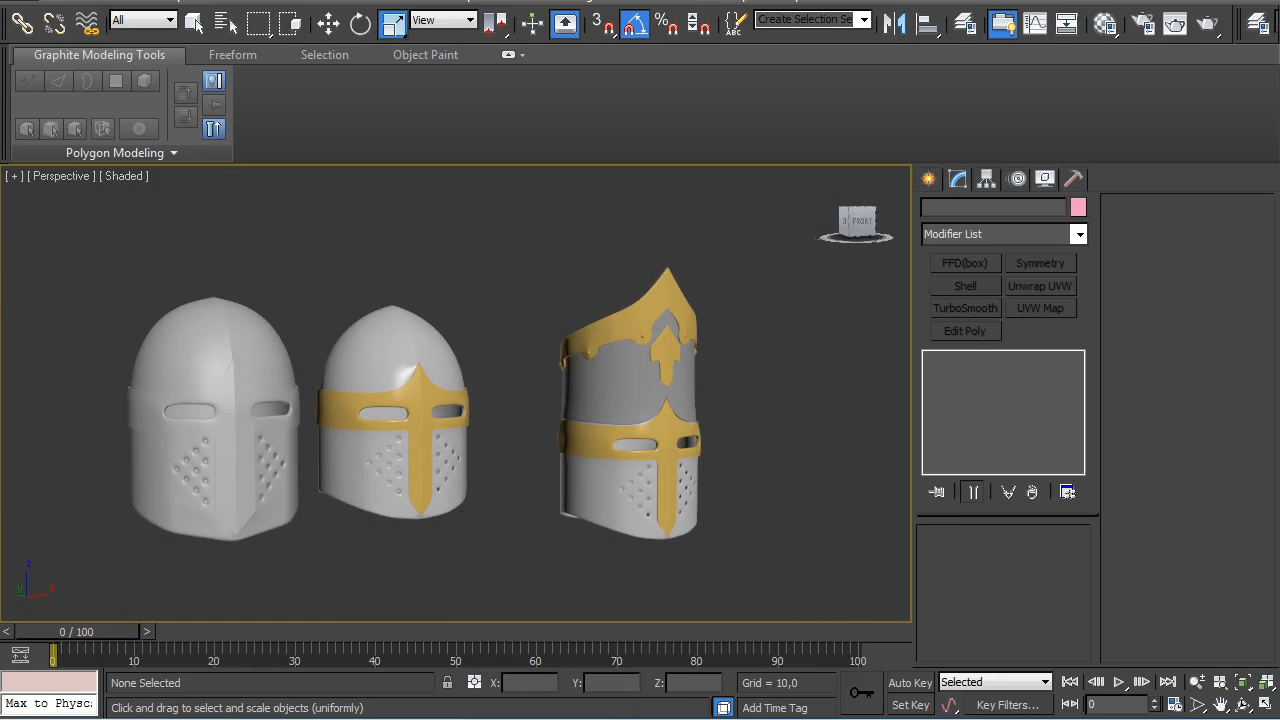 All
View
3
%
ABC
Create Selection Se
Graphite Modeling Tools
Freeform
Selection
Object Paint
Polygon Modeling
[ + ] [ Perspective ] [ Shaded ]
FRONT
Modifier List
FFD(box)
Symmetry
Shell
Unwrap UVW
TurboSmooth
UVW Map
Edit Poly
z
y
x
< 0 / 100 >
0 10 20 30 40 50 60 70 80 90 100
None Selected
X:
Y:
Z:
Grid = 10,0
Auto Key
Selected
Max to Physc
Click and drag to select and scale objects (uniformly)
Add Time Tag
Set Key
Key Filters...
0